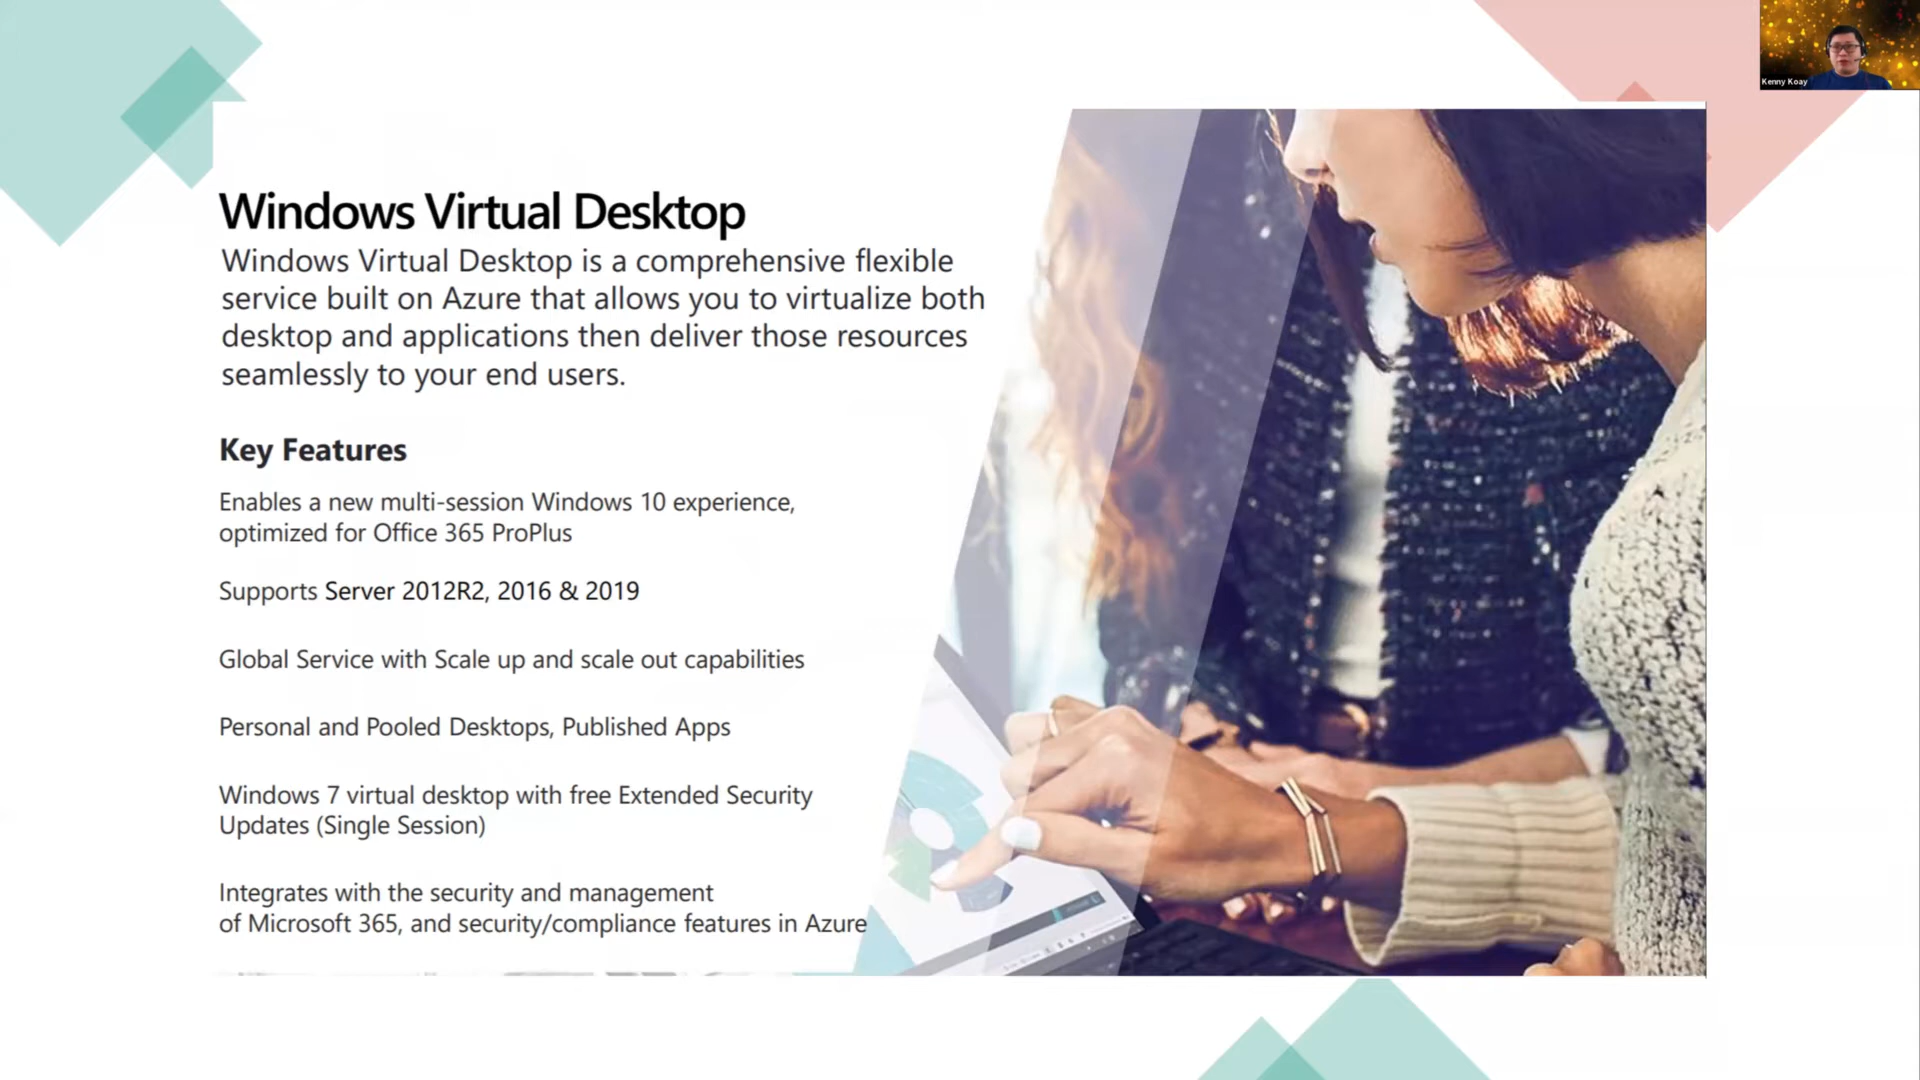 Kenny Koay
Windows Virtual Desktop
Windows Virtual Desktop is a comprehensive flexible
service built on Azure that allows you to virtualize both
desktop and applications then deliver those resources
seamlessly to your end users.
Key Features
Enables a new multi-session Windows 10 experience,
optimized for Office 365 ProPlus
Supports Server 2012R2, 2016 & 2019
Global Service with Scale up and scale out capabilities
Personal and Pooled Desktops, Published Apps
Windows 7 virtual desktop with free Extended Security
Updates (Single Session)
Integrates with the security and management
of Microsoft 365, and security/compliance features in Azure